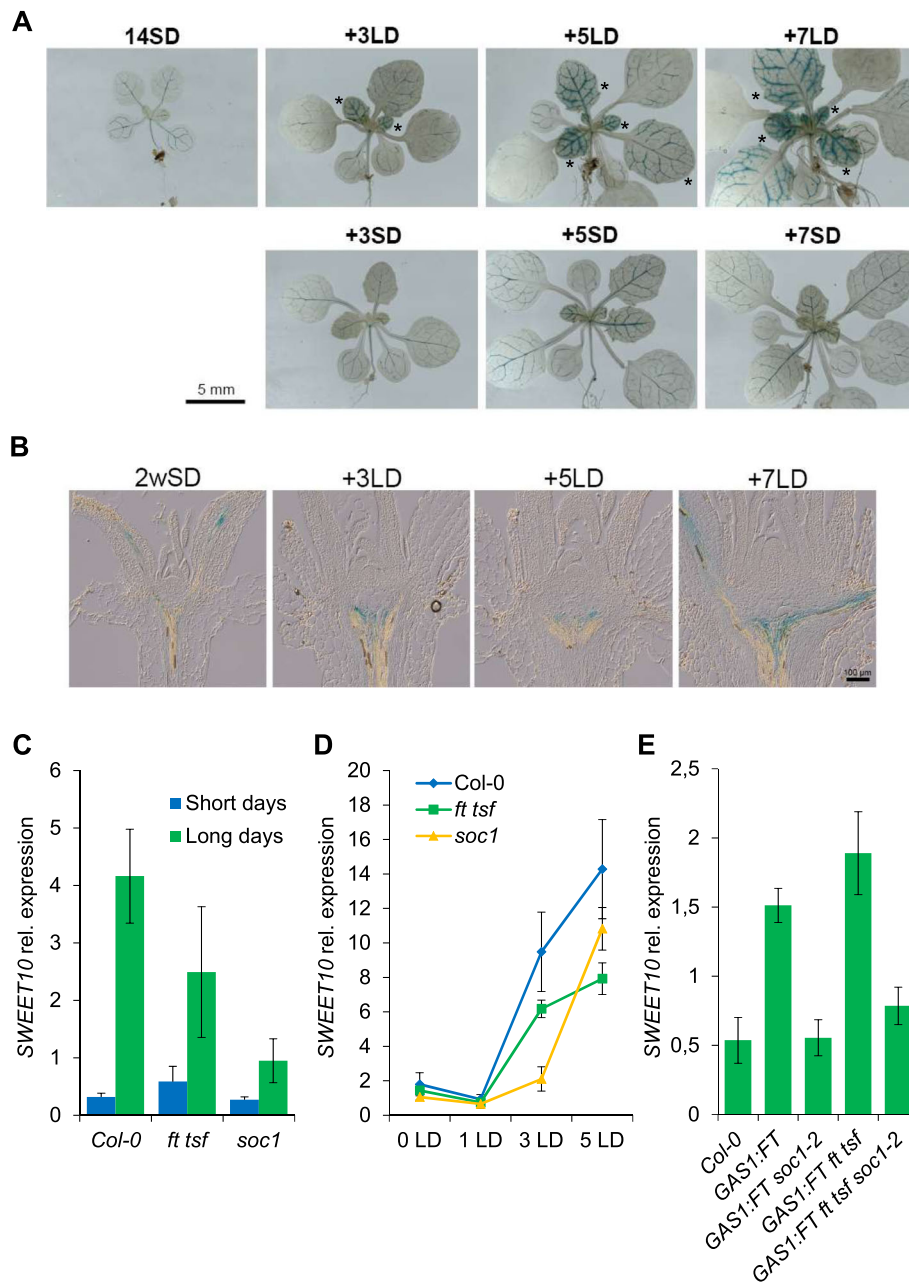 A
14SD +3LD +5LD +7LD
* * * * * * * * * *
+3SD +5SD +7SD
5 mm
B
2wSD +3LD +5LD +7LD
100 µm
C
SWEET10 rel. expression
6
5
4
3
2
1
0
Short days
Long days
Col-0 ft tsf soc1
D
SWEET10 rel. expression
20
18
16
14
12
10
8
6
4
2
0
Col-0
ft tsf
soc1
0 LD 1 LD 3 LD 5 LD
E
SWEET10 rel. expression
2,5
2
1,5
1
0,5
0
Col-0
GAS1:FT
GAS1:FT soc1-2
GAS1:FT ft tsf
GAS1:FT ft tsf soc1-2